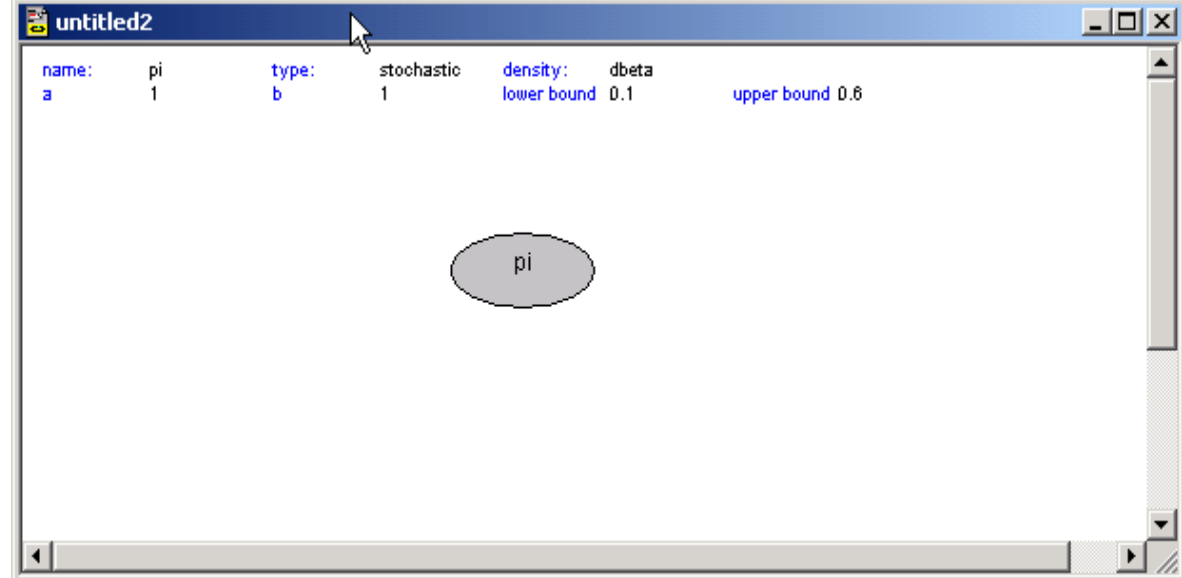 untitled2
name: pi type: stochastic density: dbeta
a 1 b 1 lower bound 0.1 upper bound 0.6
pi